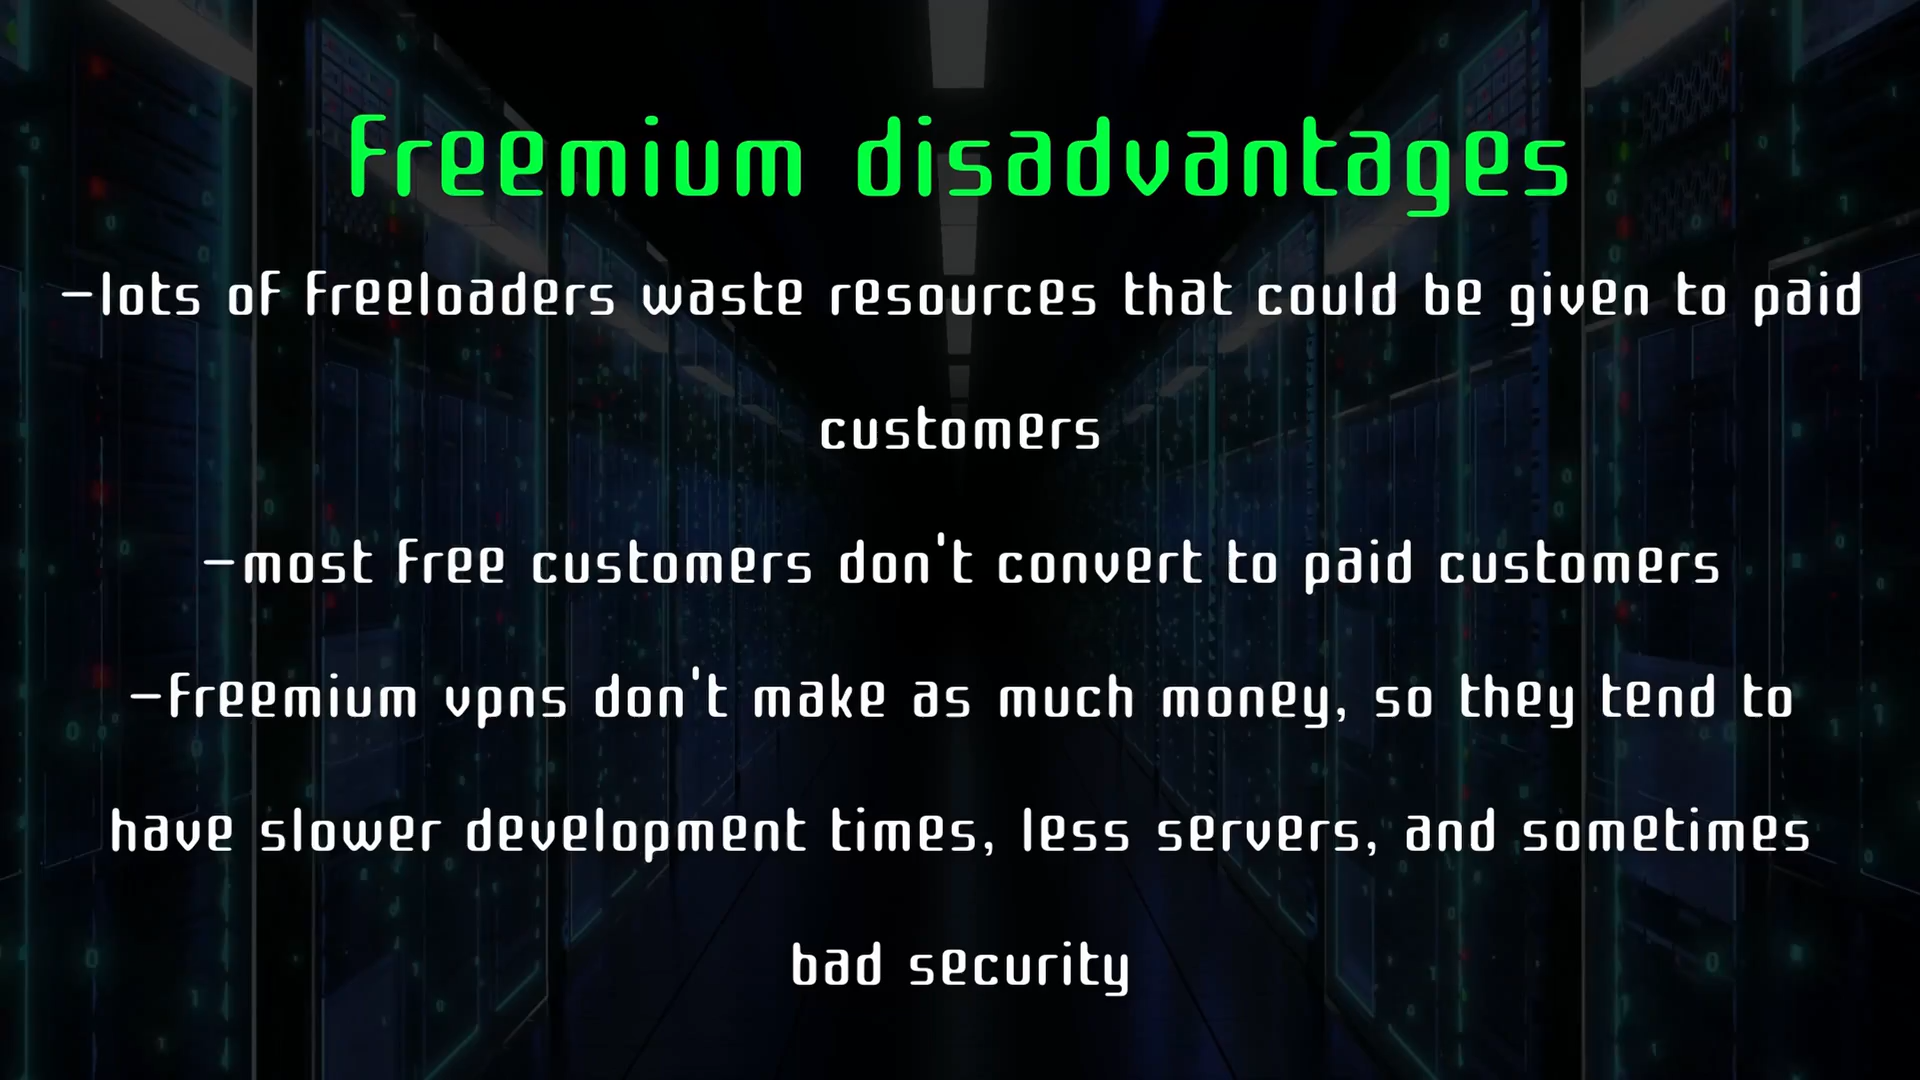 Freemium disadvantages
-lots of freeloaders waste resources that could be given to paid
customers
-most free customers don't convert to paid customers
-freemium vpns don't make as much money, so they tend to
have slower development times, less servers, and sometimes
bad security